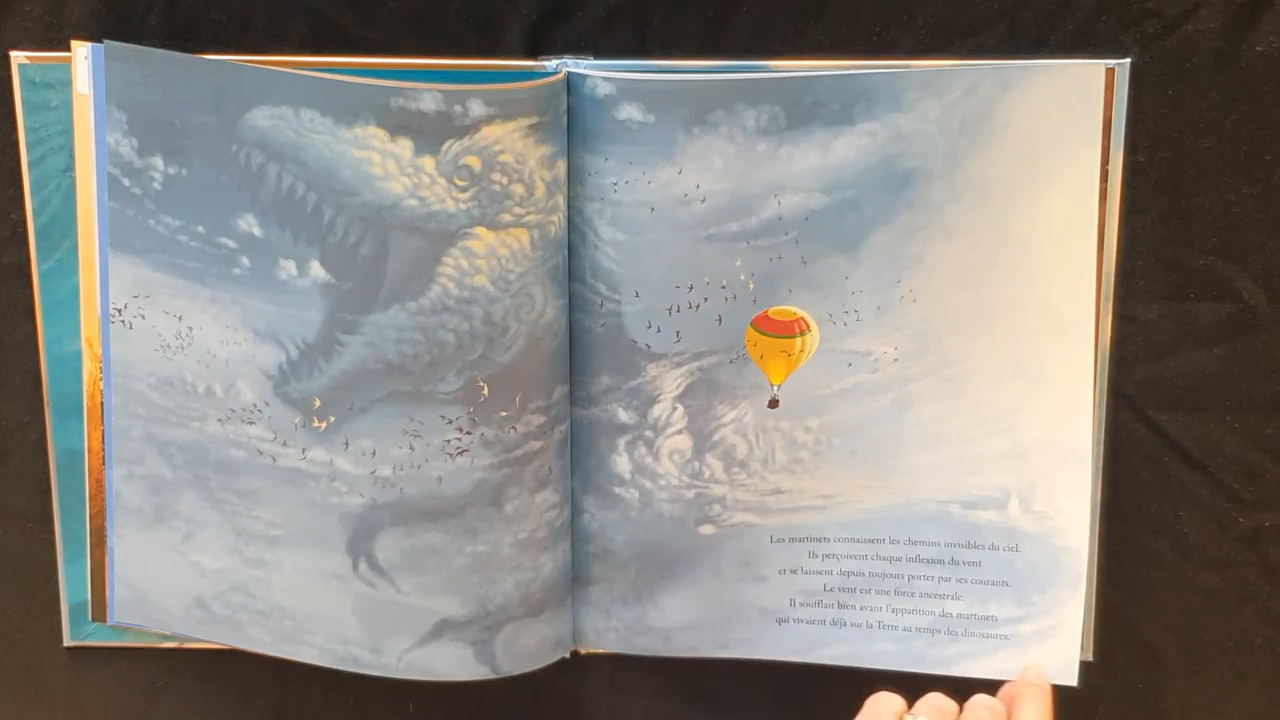 Les martinets connaissent les chemins invisibles du ciel.
Ils perçoivent chaque inflexion du vent
et se laissent depuis toujours porter par ses courants.
Le vent est une force ancestrale.
Il soufflait bien avant l'apparition des martinets
qui vivaient déjà sur la Terre au temps des dinosaures.